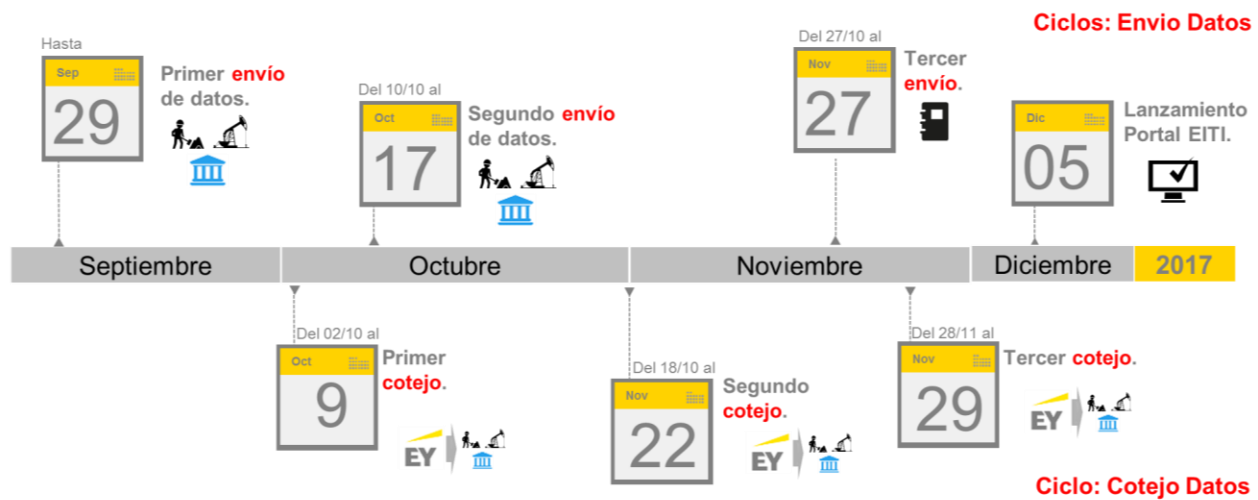 Ciclos: Envio Datos
Hasta
Sep
29
Primer envío
de datos.
Del 10/10 al
Oct
17
Segundo envío
de datos.
Del 27/10 al
Nov
27
Tercer
envío.
Dic
05
Lanzamiento
Portal EITI.
Septiembre
Octubre
Noviembre
Diciembre
2017
Del 02/10 al
Oct
9
Primer
cotejo.
EY
Del 18/10 al
Nov
22
Segundo
cotejo.
EY
Del 28/11 al
Nov
29
Tercer cotejo.
EY
Ciclo: Cotejo Datos